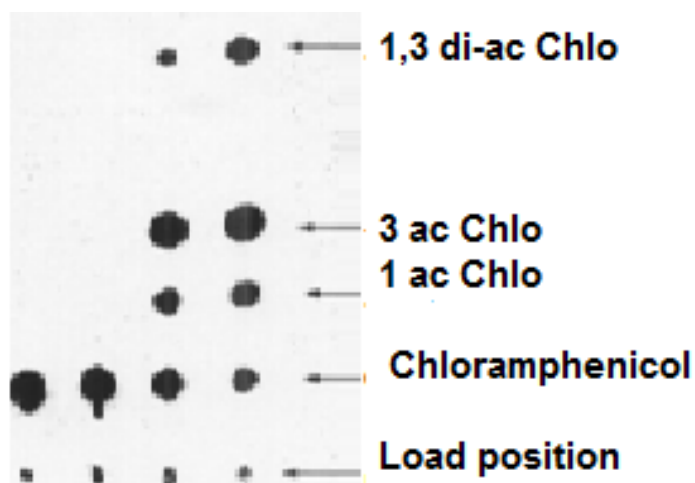 1,3 di-ac Chlo
3 ac Chlo
1 ac Chlo
Chloramphenicol
Load position